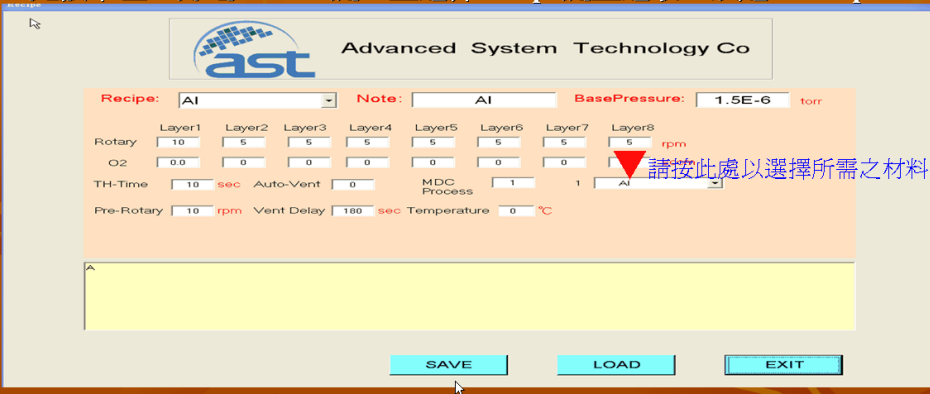 Recipe
ast Advanced System Technology Co
Recipe: Al Note: Al BasePressure: 1.5E-6 torr
Layer1 Layer2 Layer3 Layer4 Layer5 Layer6 Layer7 Layer8
Rotary 10 5 5 5 5 5 5 5 rpm
O2 0.0 0 0 0 0 0 0
請按此處以選擇所需之材料
TH-Time 10 sec Auto-Vent 0 MDC Process 1 1 Al
Pre-Rotary 10 rpm Vent Delay 180 sec Temperature 0 ℃
A
SAVE LOAD EXIT